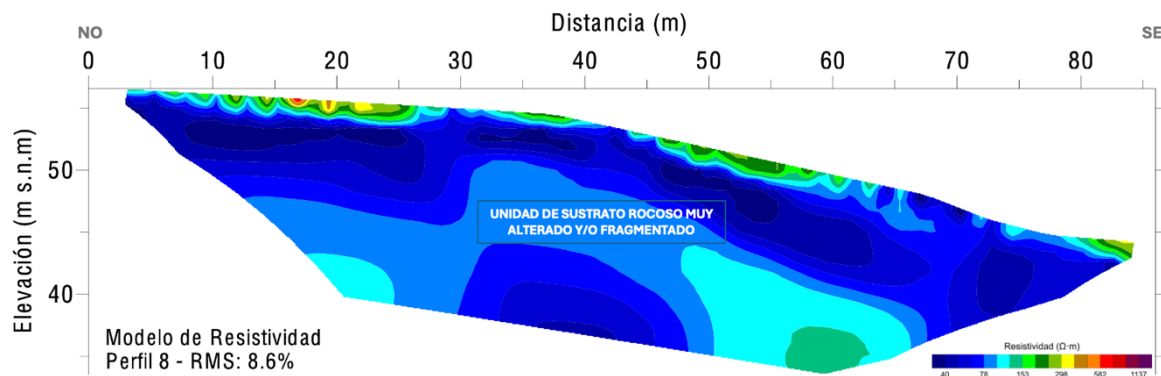 Distancia (m)
NO
SE
0 10 20 30 40 50 60 70 80
Elevación (m s.n.m)
50
40
UNIDAD DE SUSTRATO ROCOSO MUY
ALTERADO Y/O FRAGMENTADO
Modelo de Resistividad
Perfil 8 - RMS: 8.6%
Resistividad (Ω·m)
40 78 153 298 582 1137